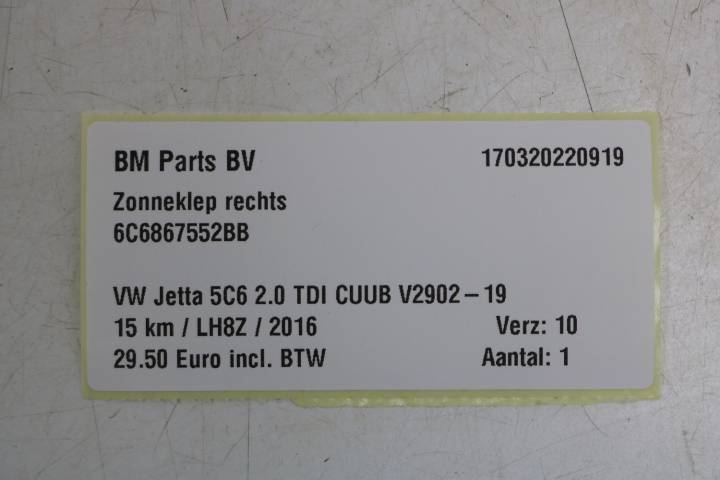 BM Parts BV 170320220919
Zonneklep rechts
6C6867552BB
VW Jetta 5C6 2.0 TDI CUUB V2902 – 19
15 km / LH8Z / 2016 Verz: 10
29.50 Euro incl. BTW Aantal: 1